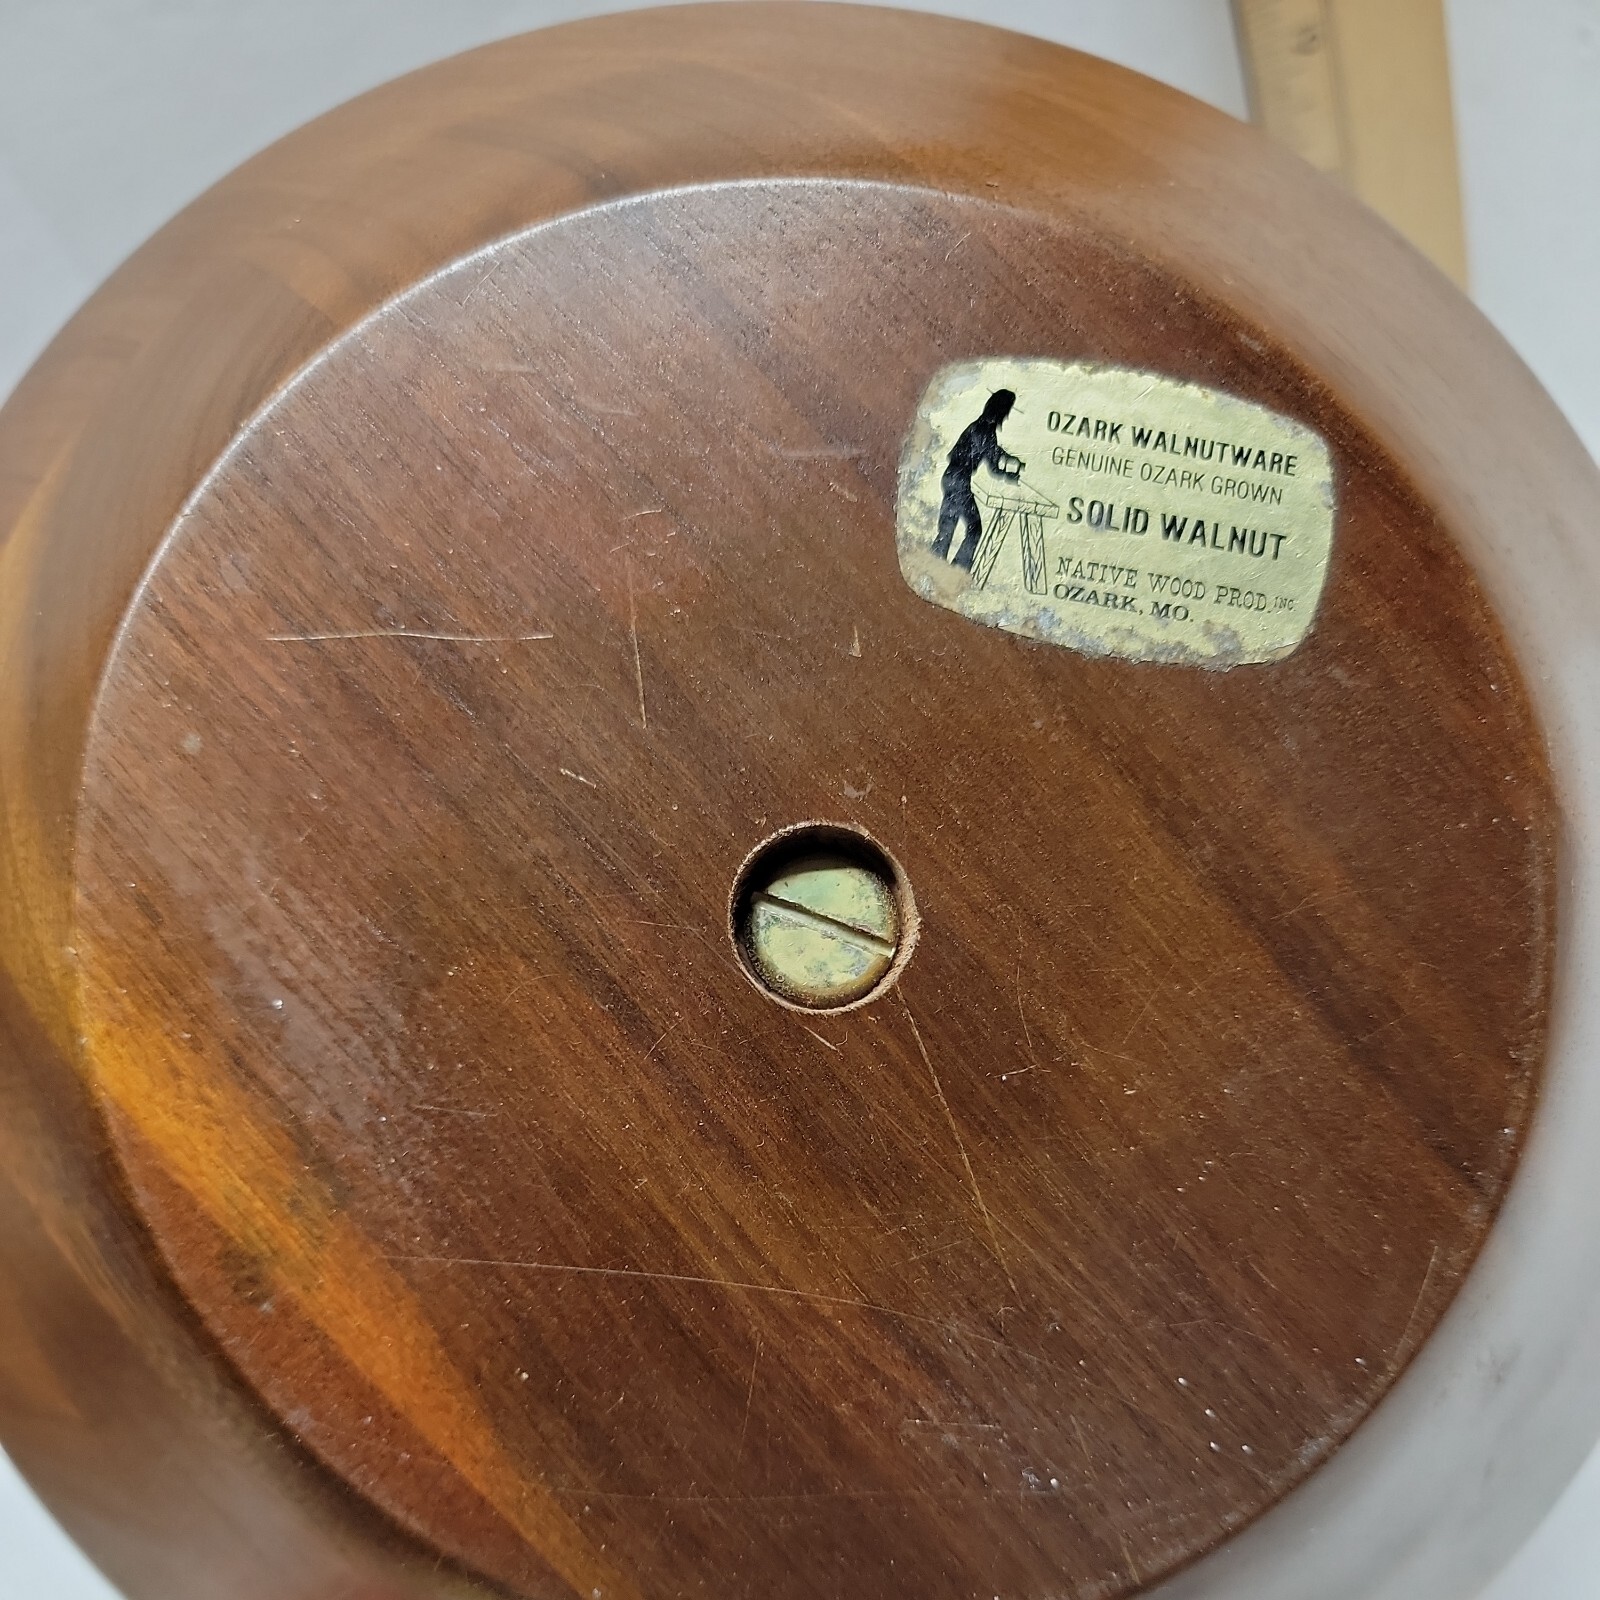 OZARK WALNUTWARE
GENUINE OZARK GROWN
SOLID WALNUT
NATIVE WOOD PROD. INC.
OZARK, MO.